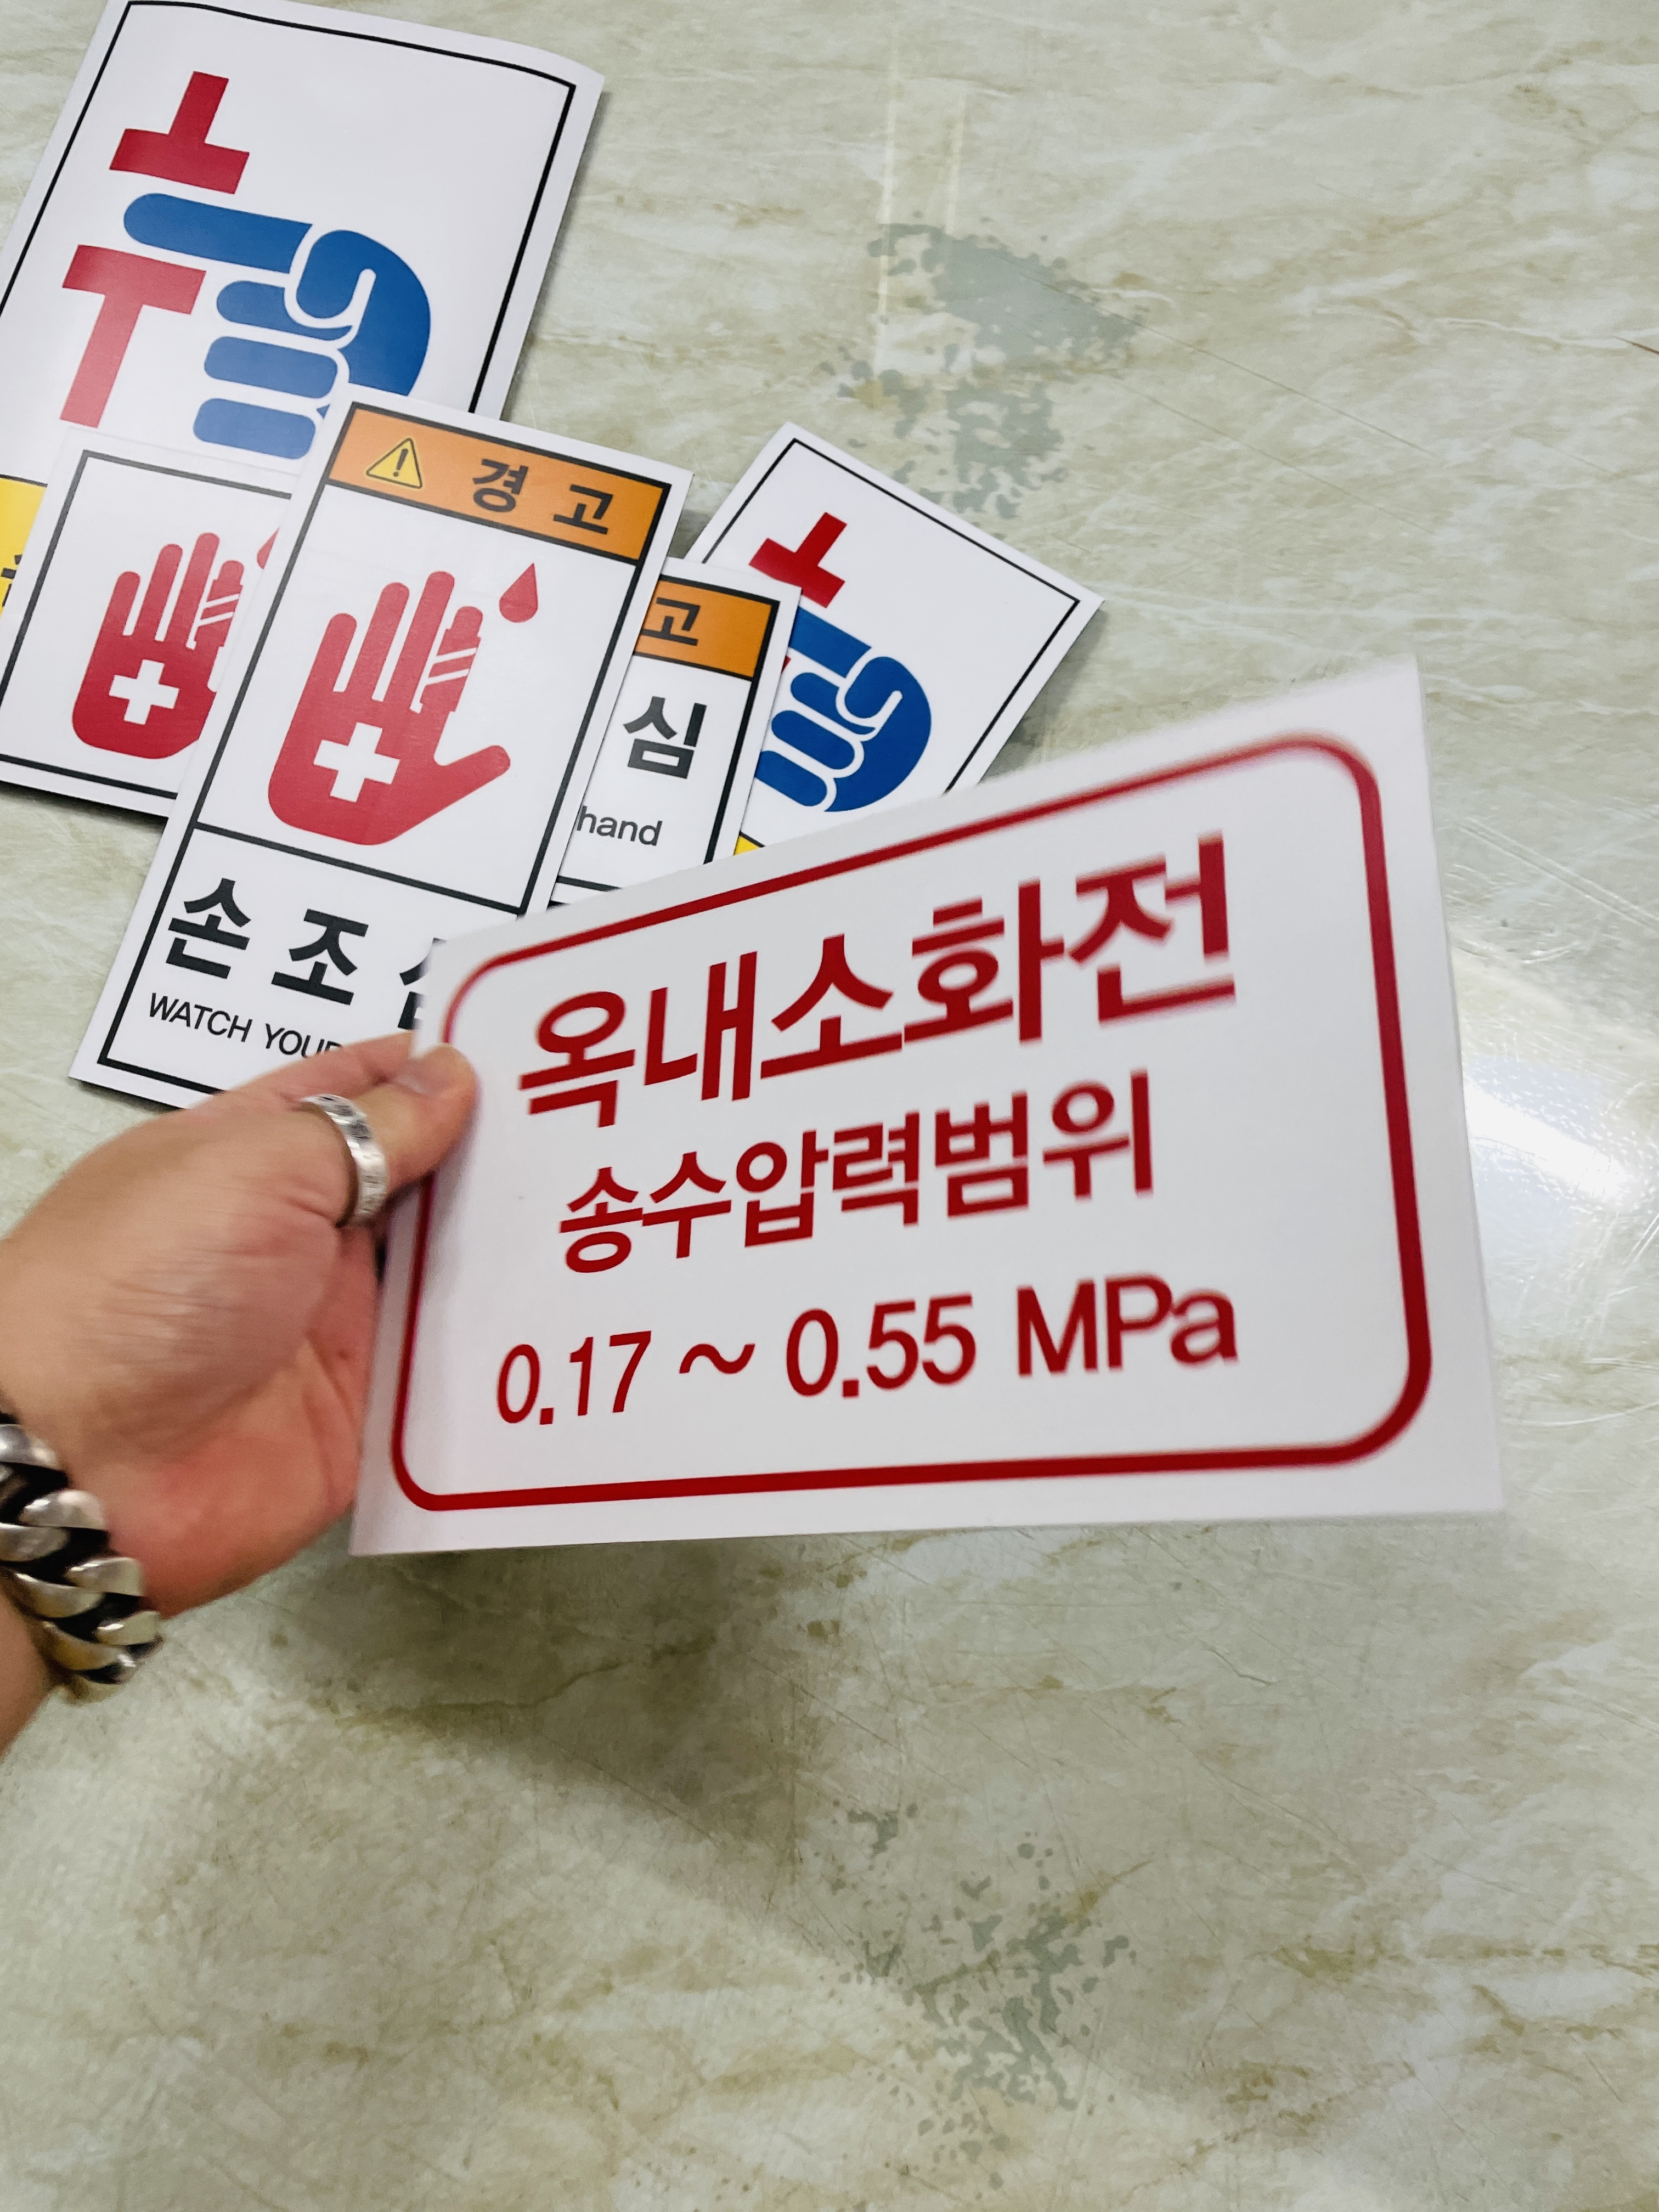 경고
손조
WATCH YOUR
고
심
hand
옥내소화전
송수압력범위
0.17 ~ 0.55 MPa